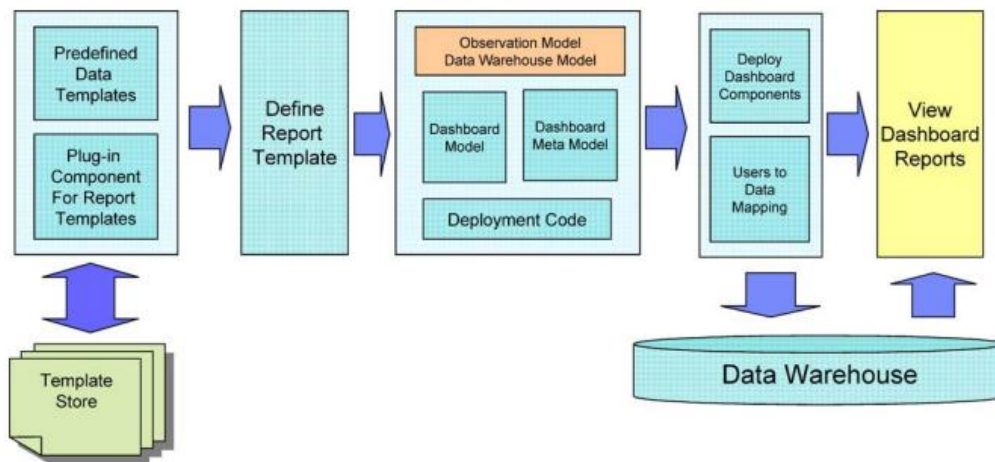 Predefined
Data
Templates
Plug-in
Component
For Report
Templates
Define
Report
Template
Observation Model
Data Warehouse Model
Dashboard
Model
Dashboard
Meta Model
Deployment Code
Deploy
Dashboard
Components
Users to
Data
Mapping
View
Dashboard
Reports
Template
Store
Data Warehouse